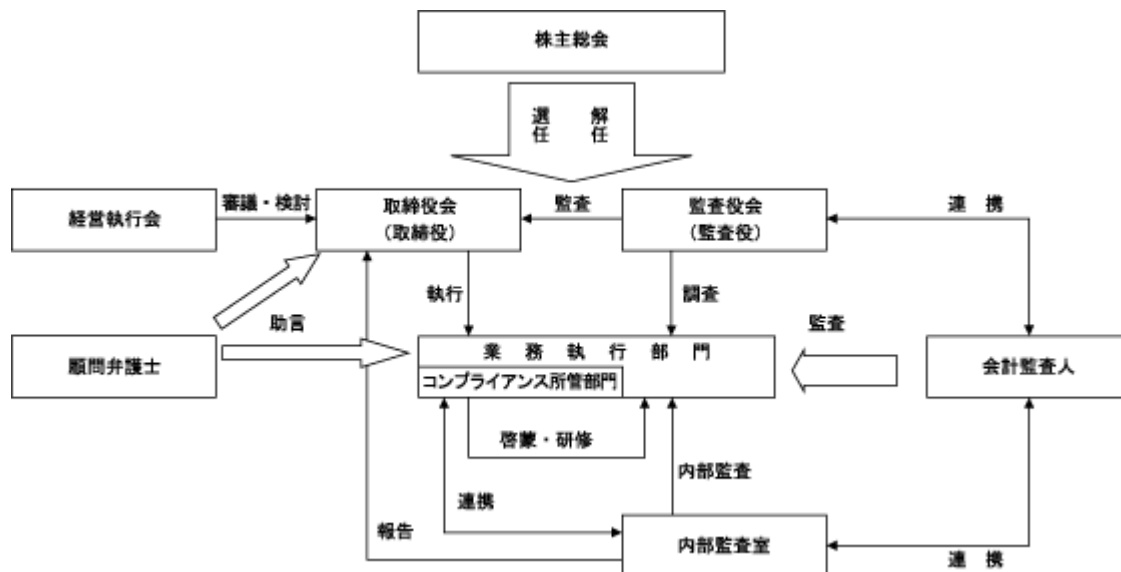 株主総会
選任
解任
経営執行会
審議・検討
取締役会
(取締役)
監査
監査役会
(監査役)
連 携
執行
調査
顧問弁護士
助言
業 務 執 行 部 門
コンプライアンス所管部門
監査
会計監査人
啓蒙・研修
内部監査
連携
報告
内部監査室
連 携